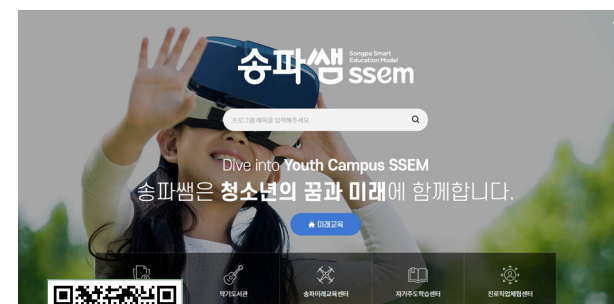 송파쌤
Songpa Smart
Education Model
ssem
프로그램 제목을 입력해주세요
Dive into Youth Campus SSEM
송파쌤은 청소년의 꿈과 미래에 함께합니다.
미래교육
악기도서관
송파미래교육센터
자기주도학습센터
진로직업체험센터